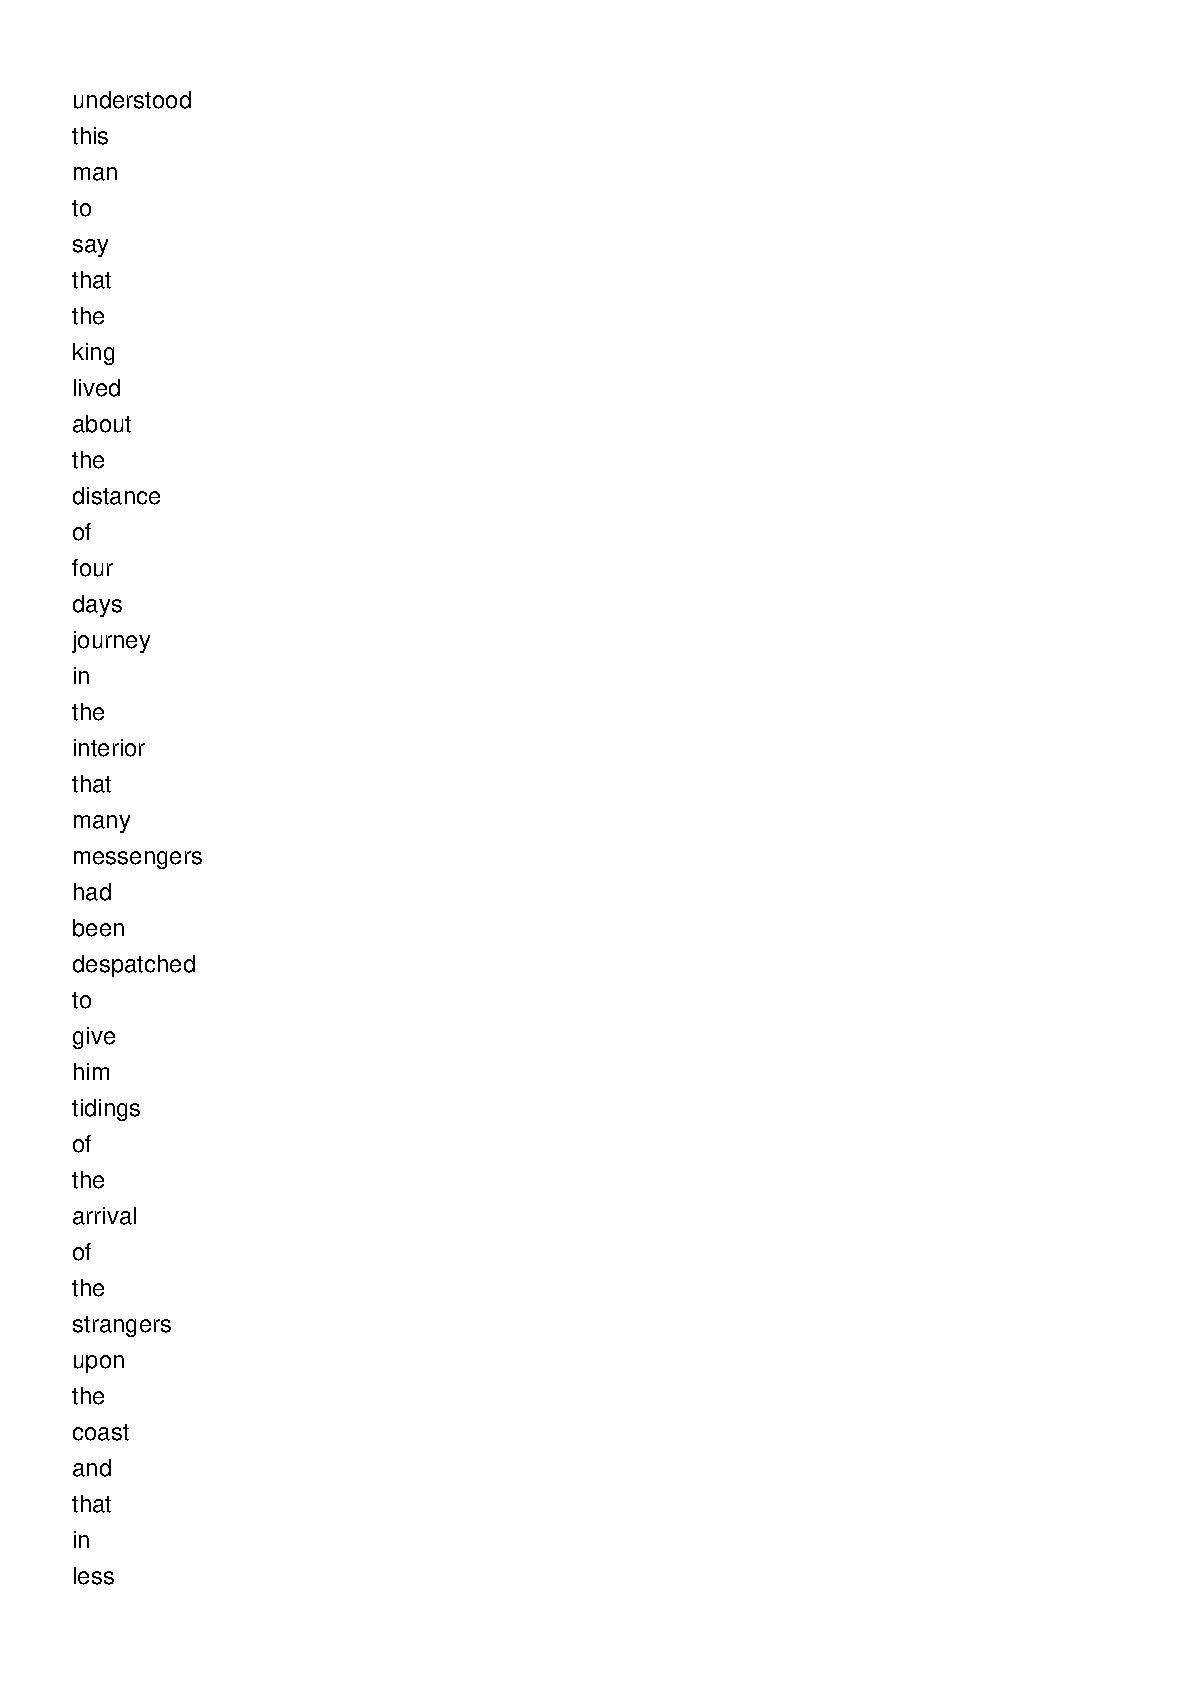 understood
this
man
to
say
that
the
king
lived
about
the
distance
of
four
days
journey
in
the
interior
that
many
messengers
had
been
despatched
to
give
him
tidings
of
the
arrival
of
the
strangers
upon
the
coast
and
that
in
less